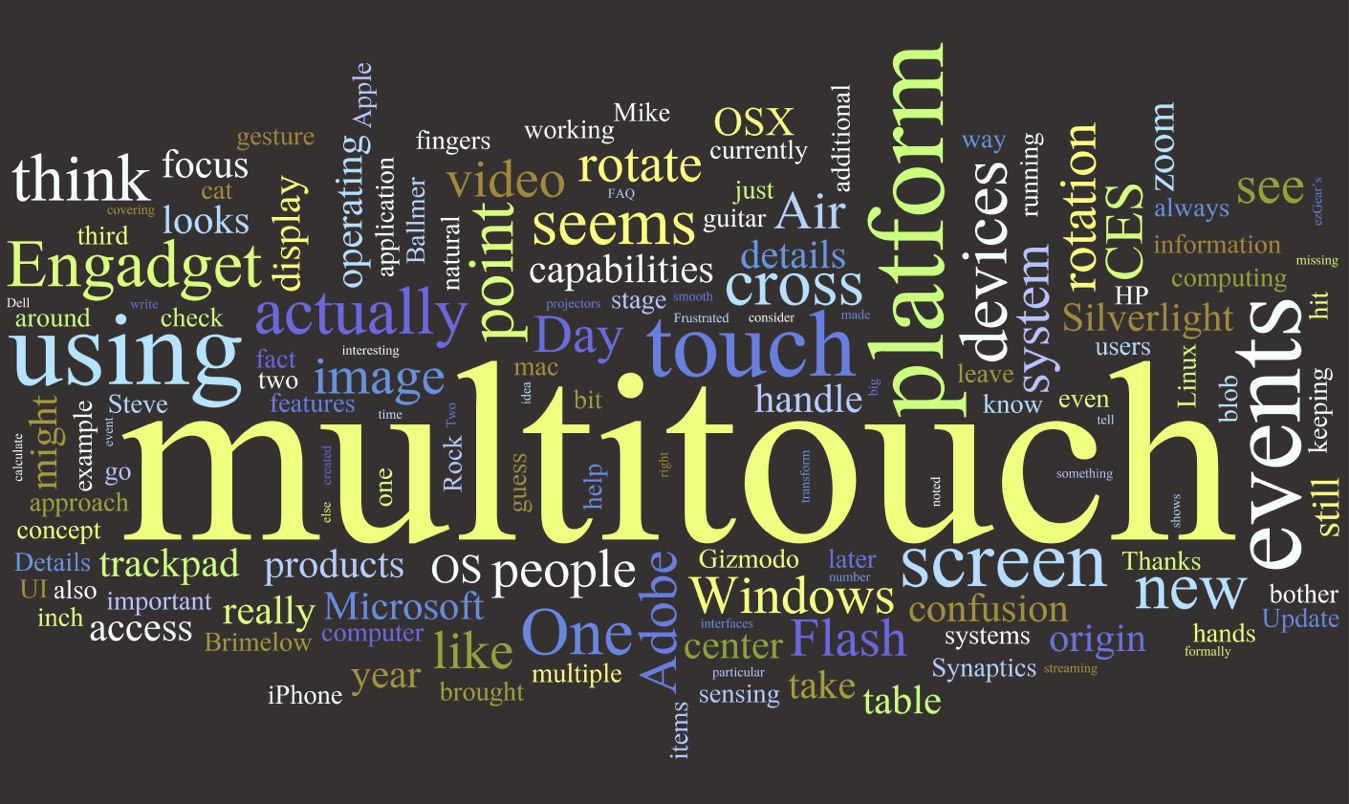 Apple
additional
platform
gesture
fingers
working
Mike
OSX
currently
way
running
rotation
zoom
think
focus
cat
covering
looks
display
operating
application
Ballmer
natural
video
rotate
FAQ
seems
just
guitar
Air
devices
CES
always
see
ezGear's
third
Engadget
point
capabilities
details
cross
system
information
computing
missing
Dell
around
write
check
actually
projectors
stage
smooth
Frustrated
consider
made
HP
Silverlight
hit
using
fact
interesting
Day
touch
users
Linux
events
two
image
mac
idea
bit
handle
big
leave
know
even
tell
blob
keeping
Steve
features
time
might
example
event
calculate
go
multitouch
created
else
one
Rock
Two
guess
help
right
transform
noted
something
shows
still
approach
concept
Details
trackpad
products
OS
people
Adobe
Gizmodo
later
number
screen
Thanks
new
bother
UI
also
important
inch
access
really
Microsoft
One
Windows
confusion
Update
Brimelow
computer
like
interfaces
center
Flash
systems
origin
hands
formally
iPhone
year
brought
multiple
particular
sensing
take
table
Synaptics
streaming
items